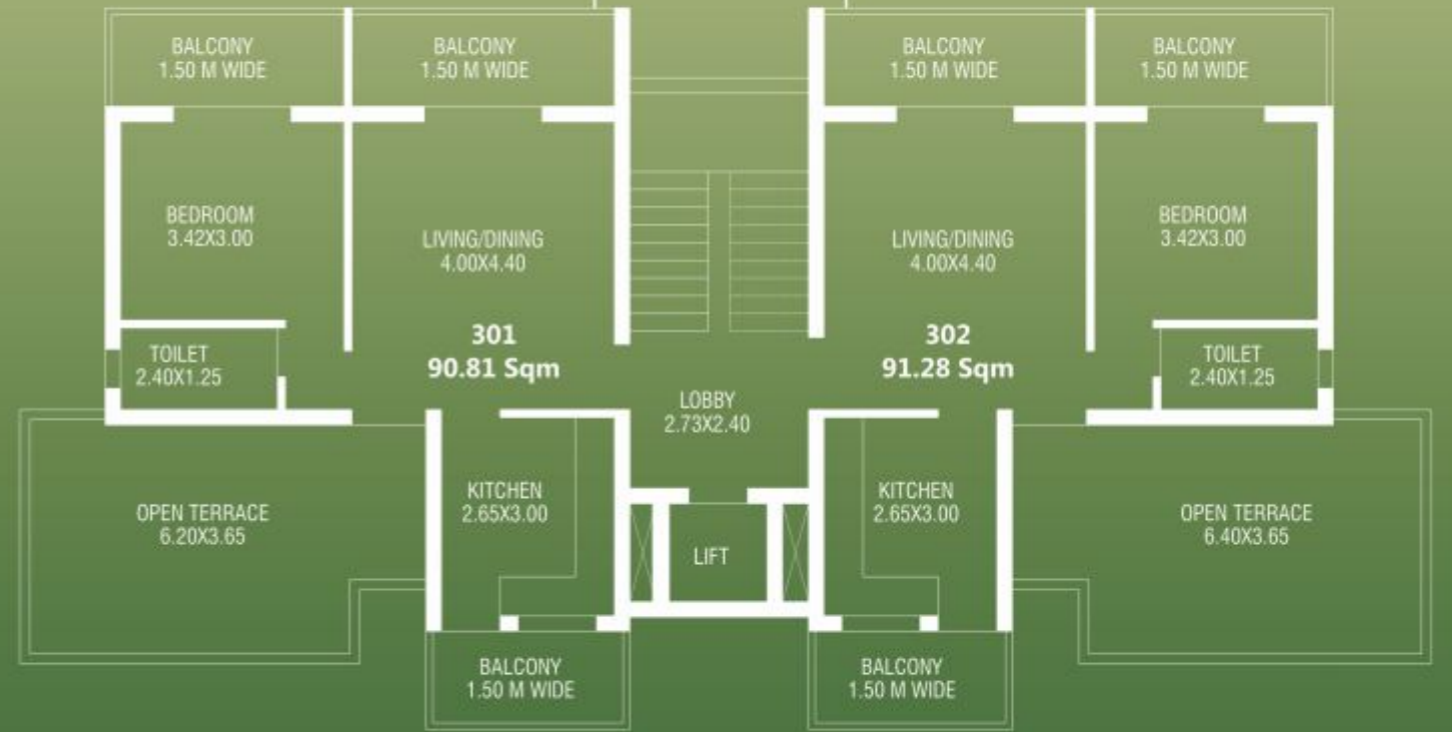 BALCONY
1.50 M WIDE
BALCONY
1.50 M WIDE
BALCONY
1.50 M WIDE
BALCONY
1.50 M WIDE
BEDROOM
3.42X3.00
LIVING/DINING
4.00X4.40
LIVING/DINING
4.00X4.40
BEDROOM
3.42X3.00
301
90.81 Sqm
302
91.28 Sqm
TOILET
2.40X1.25
TOILET
2.40X1.25
LOBBY
2.73X2.40
OPEN TERRACE
6.20X3.65
KITCHEN
2.65X3.00
LIFT
KITCHEN
2.65X3.00
OPEN TERRACE
6.40X3.65
BALCONY
1.50 M WIDE
BALCONY
1.50 M WIDE